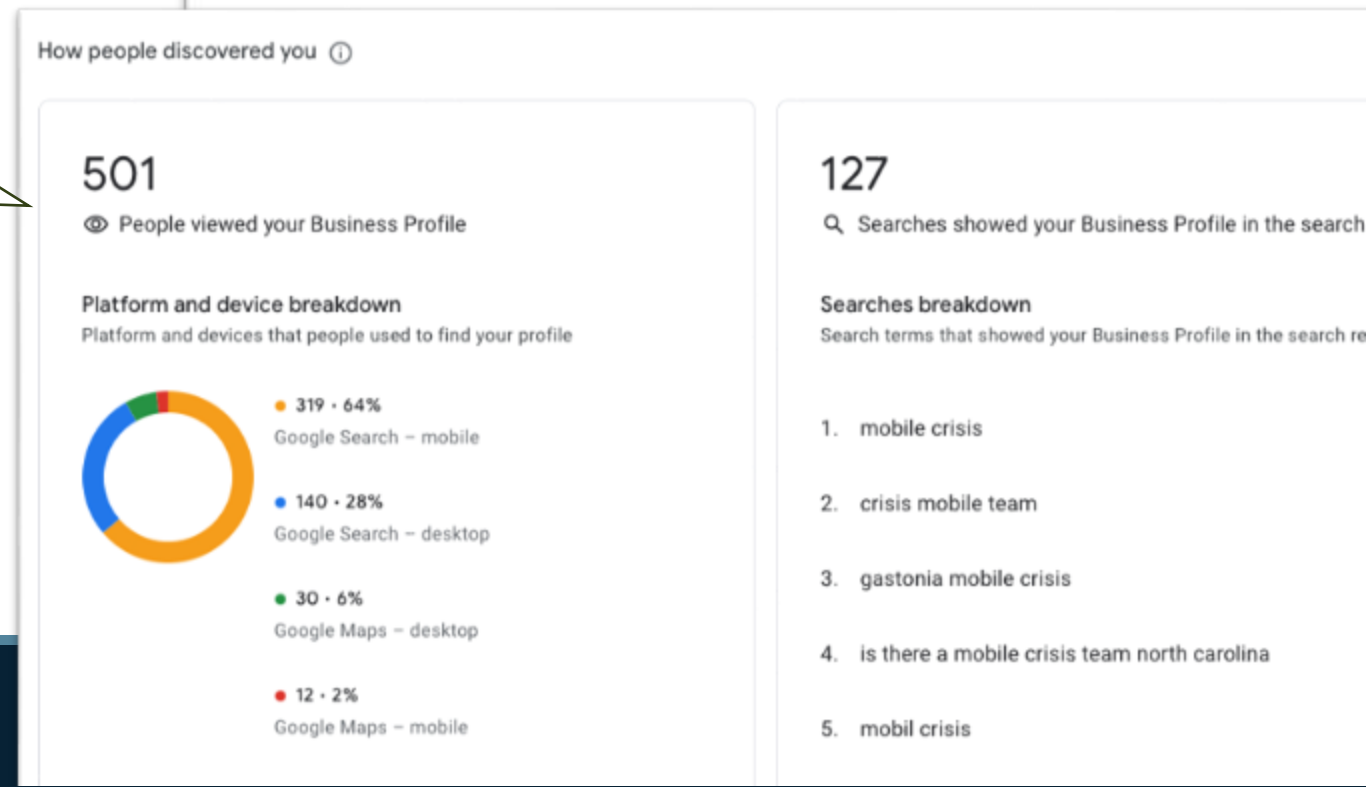 How people discovered you
501
People viewed your Business Profile
Platform and device breakdown
Platform and devices that people used to find your profile
319 · 64%
Google Search – mobile
140 · 28%
Google Search – desktop
30 · 6%
Google Maps – desktop
12 · 2%
Google Maps – mobile
127
Searches showed your Business Profile in the search
Searches breakdown
Search terms that showed your Business Profile in the search re
1. mobile crisis
2. crisis mobile team
3. gastonia mobile crisis
4. is there a mobile crisis team north carolina
5. mobil crisis